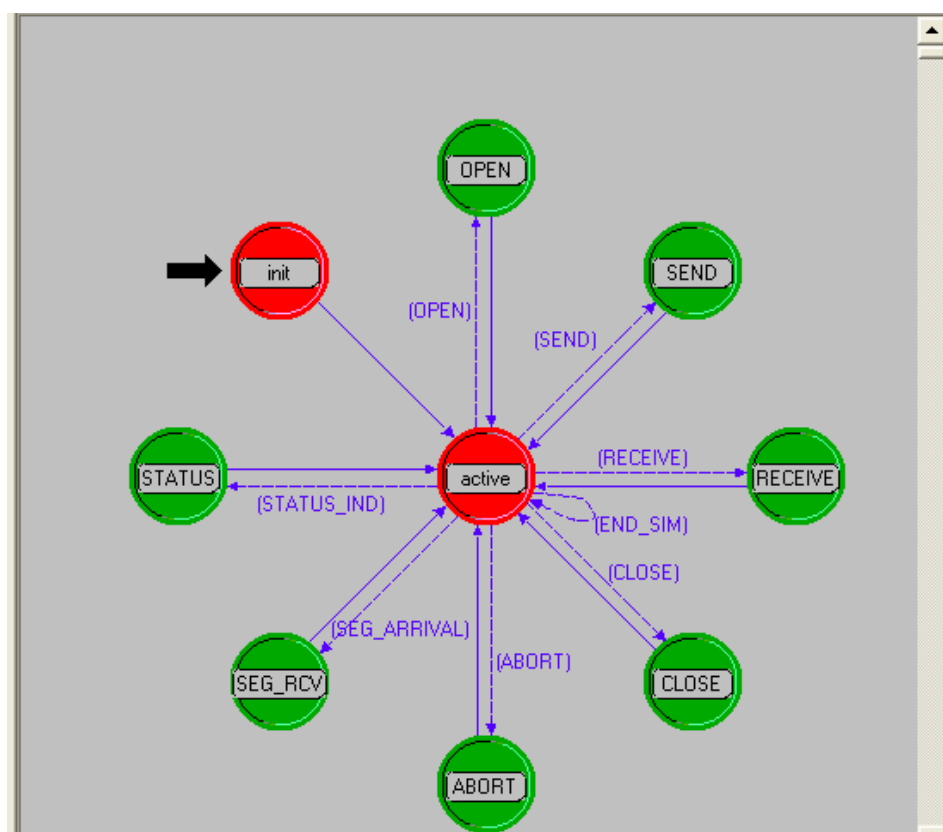 OPEN
init
SEND
(OPEN)
(SEND)
(RECEIVE)
STATUS
active
RECEIVE
(STATUS_IND)
(END_SIM)
(CLOSE)
(SEG_ARRIVAL)
(ABORT)
SEG_RCV
CLOSE
ABORT